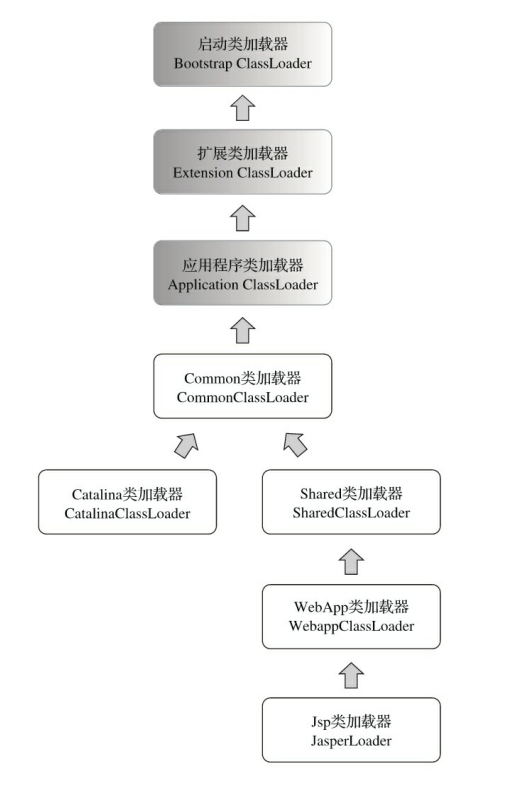 启动类加载器
Bootstrap ClassLoader
扩展类加载器
Extension ClassLoader
应用程序类加载器
Application ClassLoader
Common类加载器
CommonClassLoader
Catalina类加载器
CatalinaClassLoader
Shared类加载器
SharedClassLoader
WebApp类加载器
WebappClassLoader
Jsp类加载器
JasperLoader